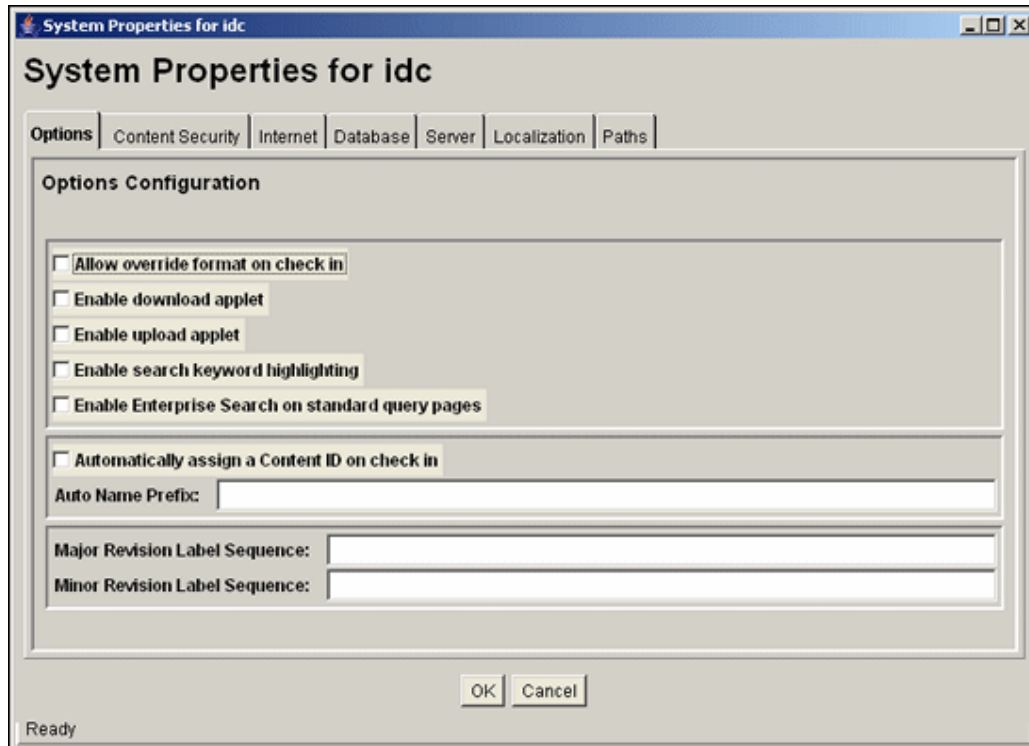 System Properties for idc
System Properties for idc
Options Content Security Internet Database Server Localization Paths
Options Configuration
Allow override format on check in
Enable download applet
Enable upload applet
Enable search keyword highlighting
Enable Enterprise Search on standard query pages
Automatically assign a Content ID on check in
Auto Name Prefix:
Major Revision Label Sequence:
Minor Revision Label Sequence:
OK Cancel
Ready